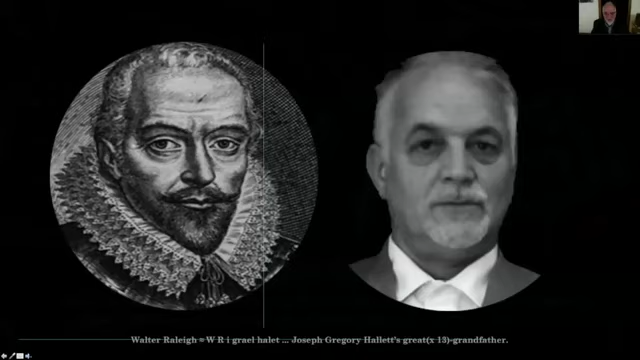 Walter Raleigh = W R i grael halet ... Joseph Gregory Hallett's great(x 13)-grandfather.